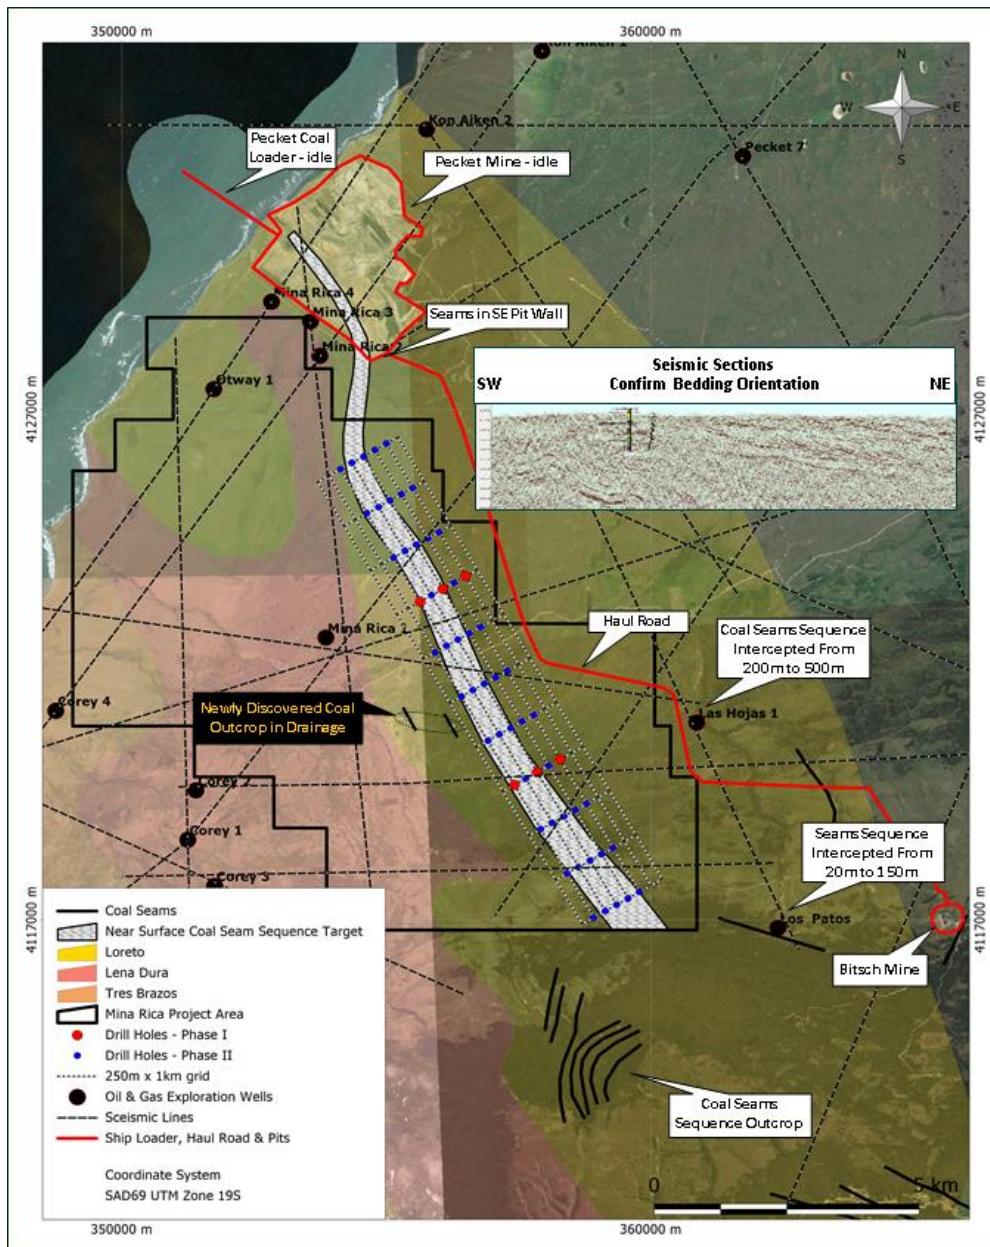 350000 m
360000 m
Kon Aiken 1
N
W
E
S
Kon Aiken 2
Pecket Coal
Loader - idle
Pecket Mine - idle
Pecket 7
Mina Rica 4
Mina Rica 3
Seams in SE Pit Wall
Mina Rica 2
Otway 1
4127000 m
4127000 m
Seismic Sections
SW
Confirm Bedding Orientation
NE
Haul Road
Coal Seams Sequence
Intercepted From
200m to 500m
Mina Rica
Corey 4
Newly Discovered Coal
Outcrop in Drainage
Las Hojas 1
Corey 2
Corey 1
Corey 3
Seams Sequence
Intercepted From
20m to 150m
Los Patos
4117000 m
4117000 m
Bitsch Mine
Coal Seams
Near Surface Coal Seam Sequence Target
Loreto
Lena Dura
Tres Brazos
Mina Rica Project Area
Drill Holes - Phase I
Drill Holes - Phase II
250m x 1km grid
Oil & Gas Exploration Wells
Sceismic Lines
Ship Loader, Haul Road & Pits
Coordinate System
SAD69 UTM Zone 19S
Coal Seams
Sequence Outcrop
0
5 km
350000 m
360000 m